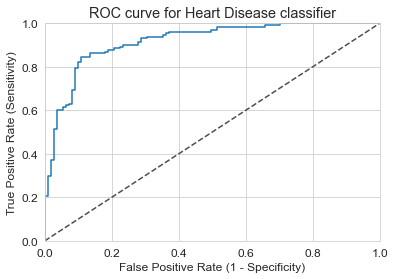 ROC curve for Heart Disease classifier
True Positive Rate (Sensitivity)
1.0
0.8
0.6
0.4
0.2
0.0
0.0 0.2 0.4 0.6 0.8 1.0
False Positive Rate (1 - Specificity)